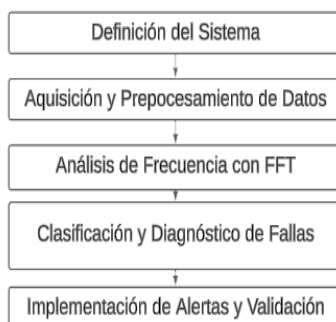 Definición del Sistema
Aquisición y Prepocesamiento de Datos
Análisis de Frecuencia con FFT
Clasificación y Diagnóstico de Fallas
Implementación de Alertas y Validación